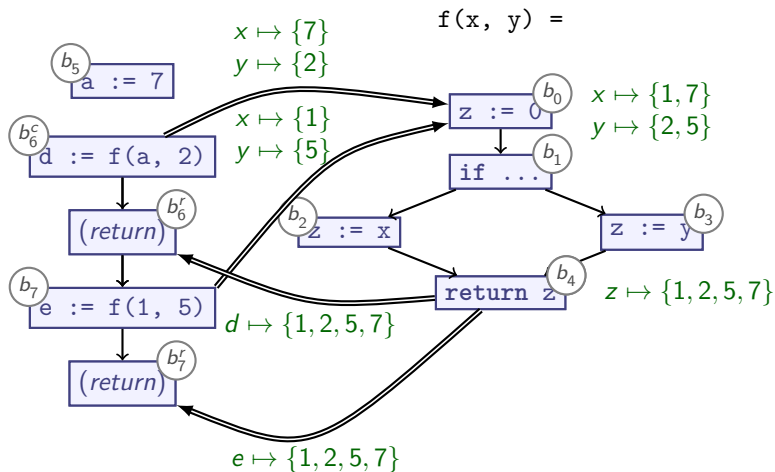 f(x, y) =
x ↦ {7}
y ↦ {2}
b₅
a := 7
b₆ᶜ
d := f(a, 2)
x ↦ {1}
y ↦ {5}
b₀
z := 0
x ↦ {1, 7}
y ↦ {2, 5}
b₁
if ...
b₆ʳ
(return)
b₂
z := x
b₃
z := y
b₇
e := f(1, 5)
b₄
return z
z ↦ {1, 2, 5, 7}
d ↦ {1, 2, 5, 7}
b₇ʳ
(return)
e ↦ {1, 2, 5, 7}